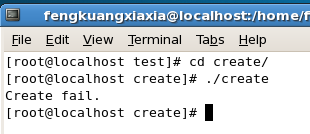 fengkuangxiaxia@localhost:/home/f
File Edit View Terminal Tabs Help
[root@localhost test]# cd create/
[root@localhost create]# ./create
Create fail.
[root@localhost create]#